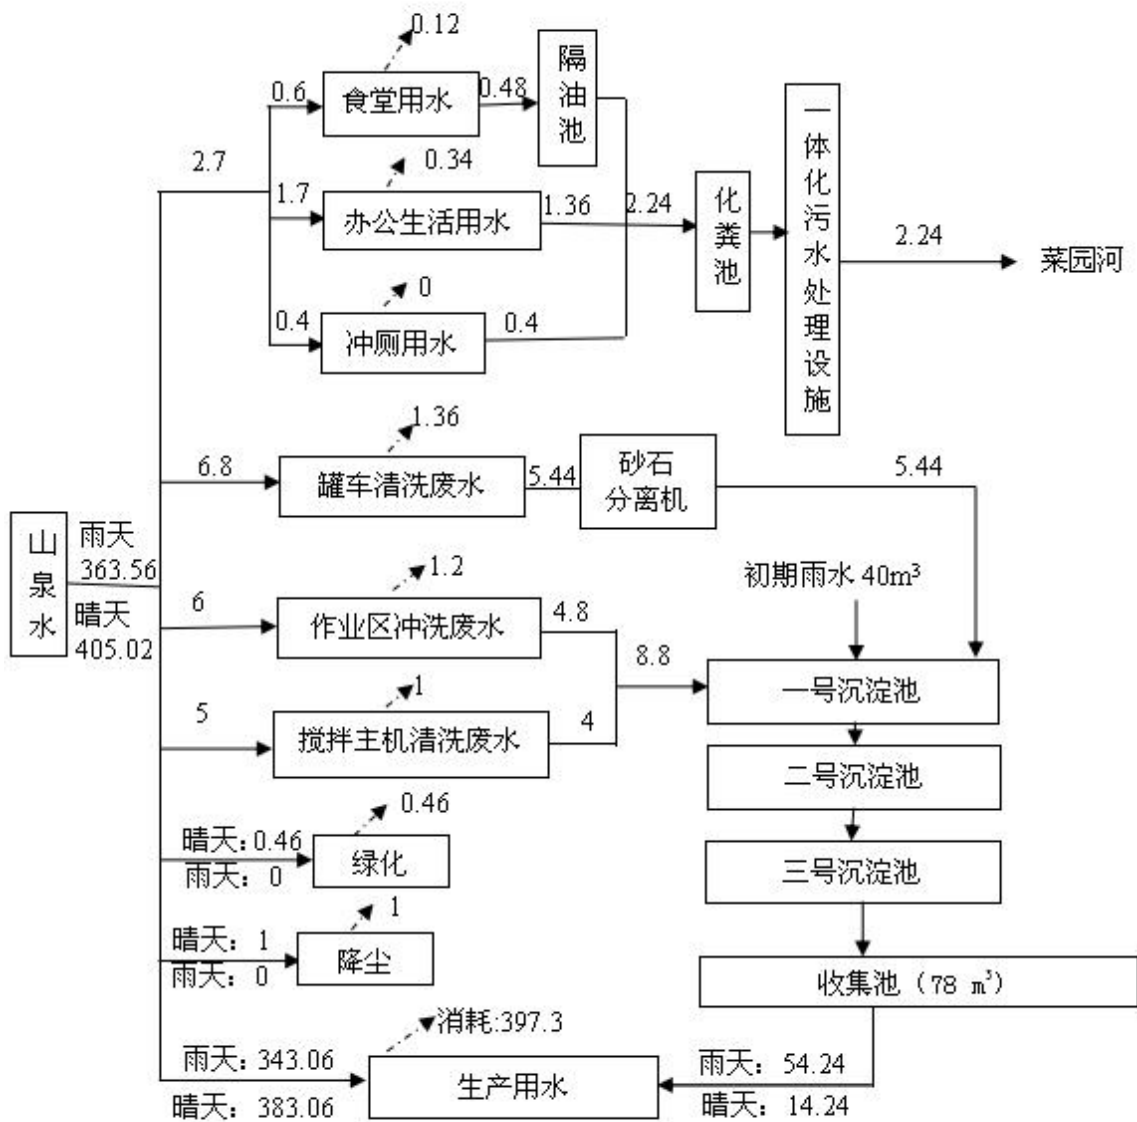 0.12
0.6
食堂用水
0.48
隔油池
2.7
0.34
1.7
办公生活用水
1.36
2.24
化粪池
一体化污水处理设施
2.24
菜园河
0
0.4
冲厕用水
0.4
1.36
6.8
罐车清洗废水
5.44
砂石
分离机
5.44
山泉水
雨天
363.56
晴天
405.02
初期雨水 40m³
1.2
6
作业区冲洗废水
4.8
8.8
一号沉淀池
1
5
搅拌主机清洗废水
4
二号沉淀池
0.46
晴天：0.46
雨天：0
绿化
三号沉淀池
1
晴天：1
雨天：0
降尘
收集池（78 m³）
消耗:397.3
雨天：343.06
晴天：383.06
生产用水
雨天：54.24
晴天：14.24